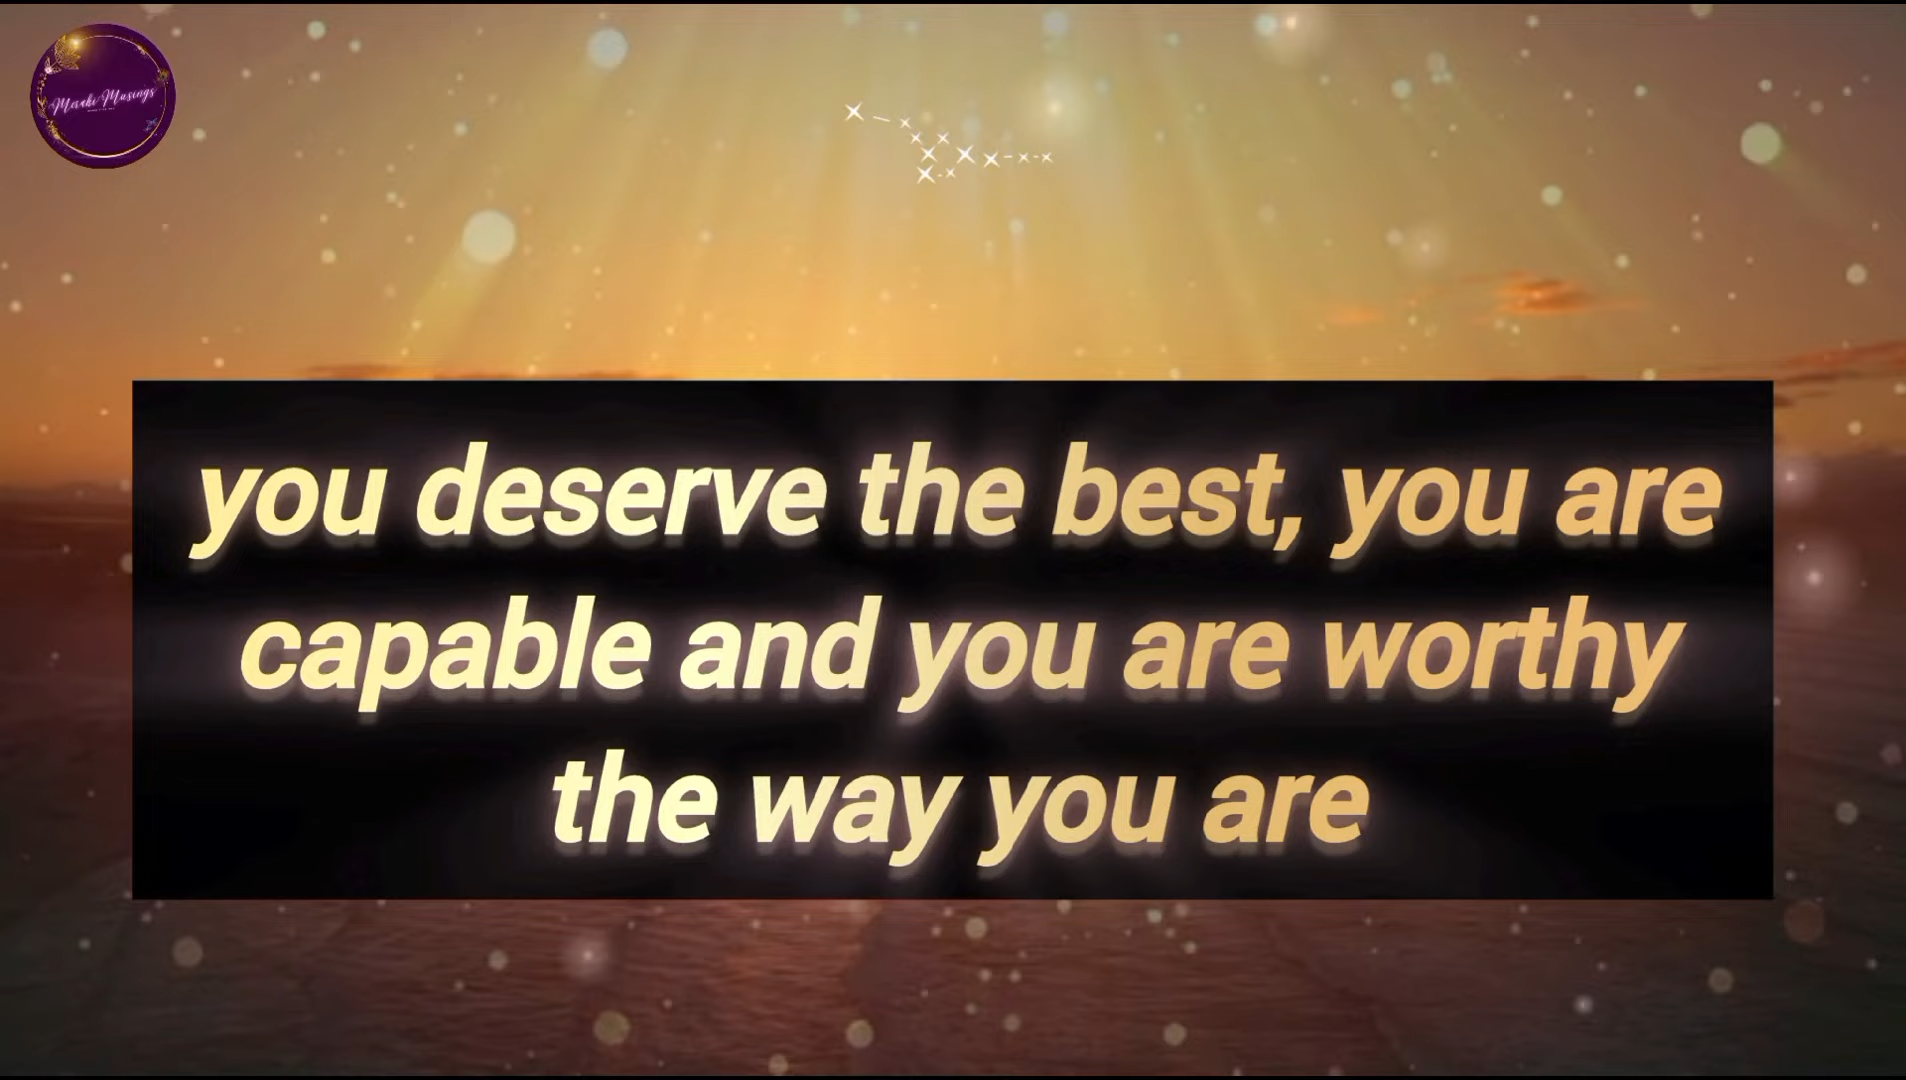 Meraki Musings
you deserve the best, you are
capable and you are worthy
the way you are